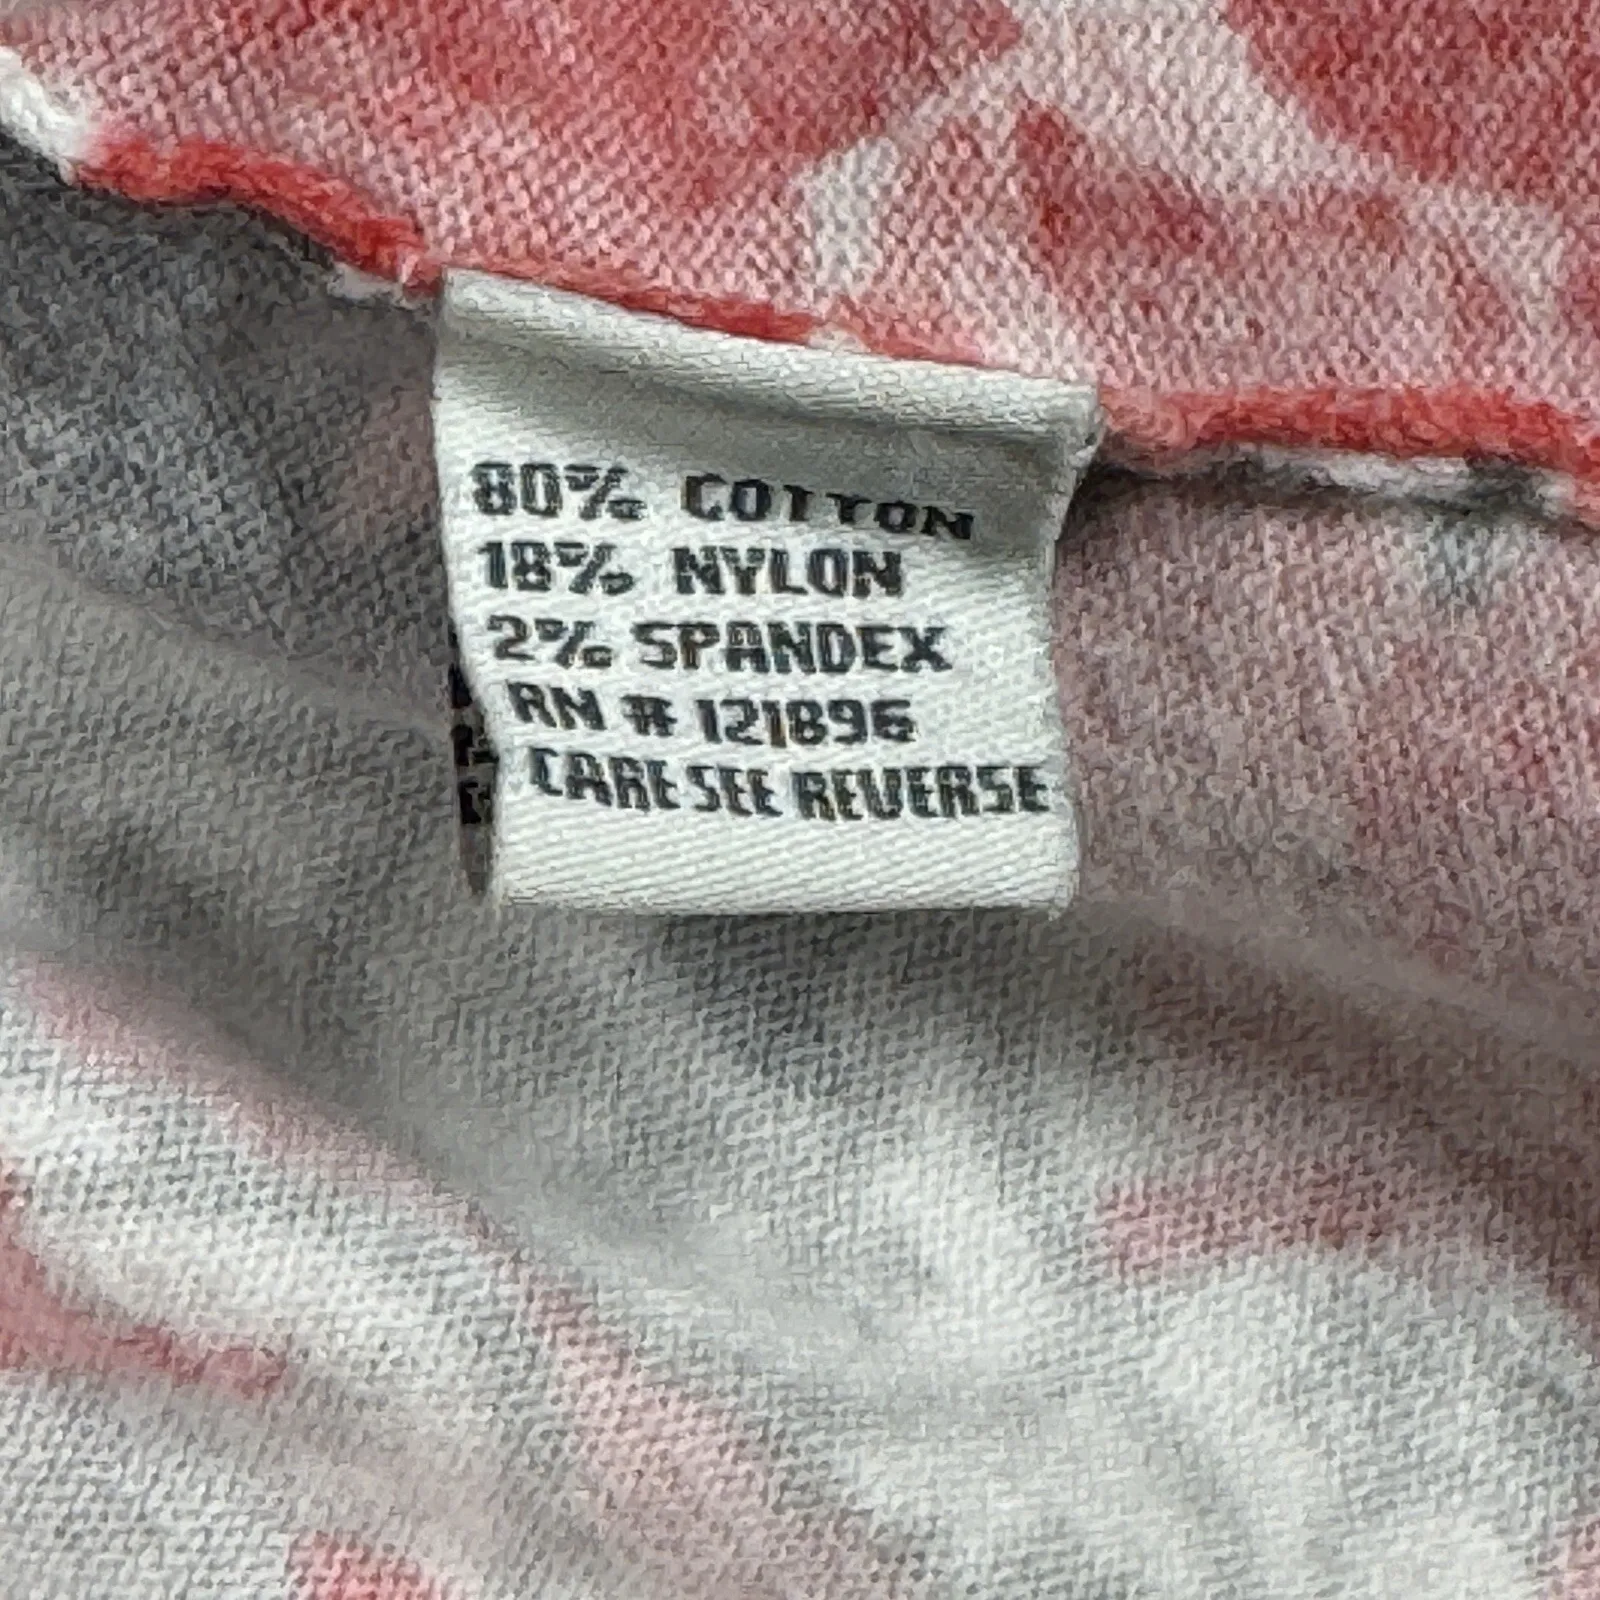 80% COTTON
18% NYLON
2% SPANDEX
RN # 121896
CARE SEE REVERSE